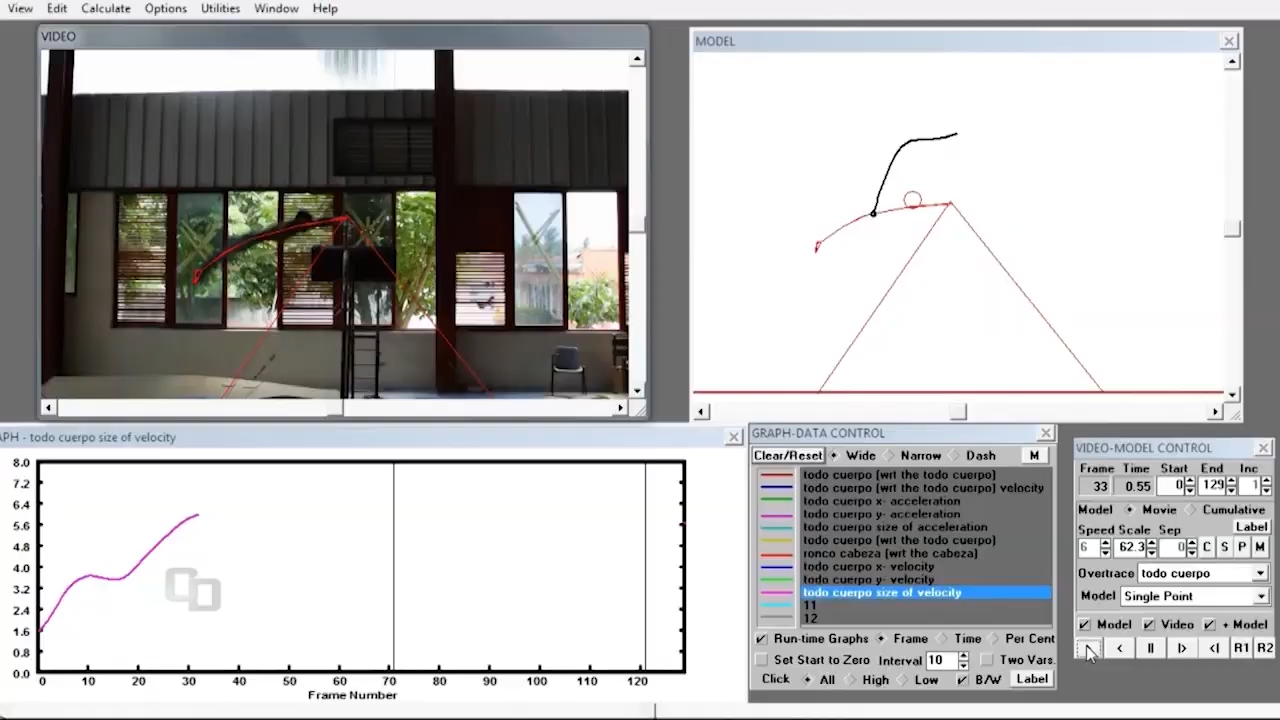 View Edit Calculate Options Utilities Window Help
VIDEO
MODEL
APH - todo cuerpo size of velocity
8.0
7.2
6.4
5.6
4.8
4.0
3.2
2.4
1.6
0.8
0.0
0 10 20 30 40 50 60 70 80 90 100 110 120
Frame Number
GRAPH-DATA CONTROL
Clear/Reset Wide Narrow Dash M
todo cuerpo [wrt the todo cuerpo]
todo cuerpo [wrt the todo cuerpo] velocity
todo cuerpo x- acceleration
todo cuerpo y- acceleration
todo cuerpo size of acceleration
todo cuerpo [wrt the todo cuerpo]
ronco cabeza [wrt the cabeza]
todo cuerpo x- velocity
todo cuerpo y- velocity
todo cuerpo size of velocity
11
12
Run-time Graphs Frame Time Per Cent
Set Start to Zero Interval 10 Two Vars.
Click All High Low B/W Label
VIDEO-MODEL CONTROL
Frame Time Start End Inc
33 0.55 0 129 1
Model Movie Cumulative
Label
Speed Scale Sep
6 62.3 0 C S P M
Overtrace todo cuerpo
Model Single Point
Model Video + Model
< II I> <I R1 R2